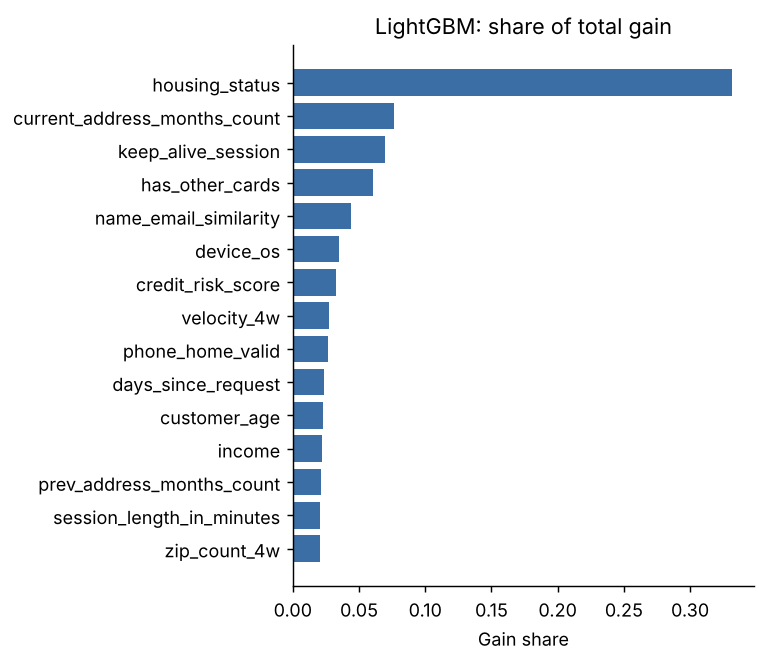 LightGBM: share of total gain
housing_status
current_address_months_count
keep_alive_session
has_other_cards
name_email_similarity
device_os
credit_risk_score
velocity_4w
phone_home_valid
days_since_request
customer_age
income
prev_address_months_count
session_length_in_minutes
zip_count_4w
0.00 0.05 0.10 0.15 0.20 0.25 0.30
Gain share